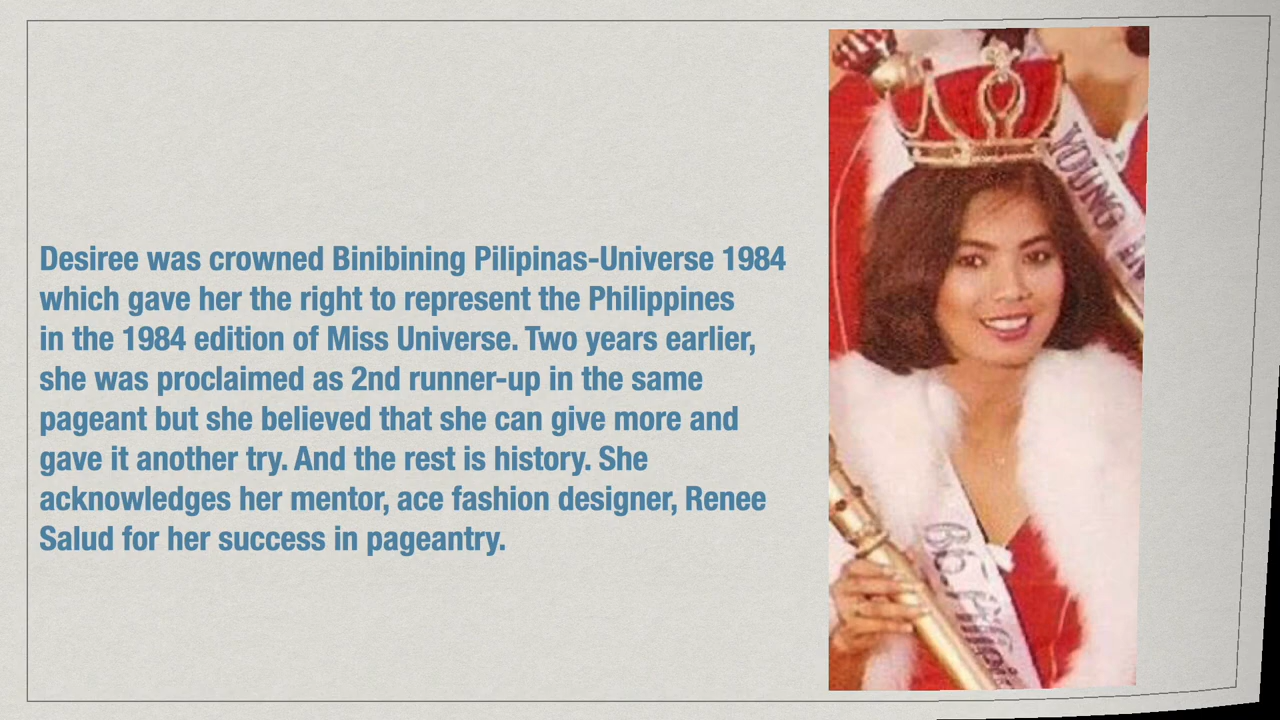 Desiree was crowned Binibining Pilipinas-Universe 1984
which gave her the right to represent the Philippines
in the 1984 edition of Miss Universe. Two years earlier,
she was proclaimed as 2nd runner-up in the same
pageant but she believed that she can give more and
gave it another try. And the rest is history. She
acknowledges her mentor, ace fashion designer, Renee
Salud for her success in pageantry.
YOUNG
Bb.